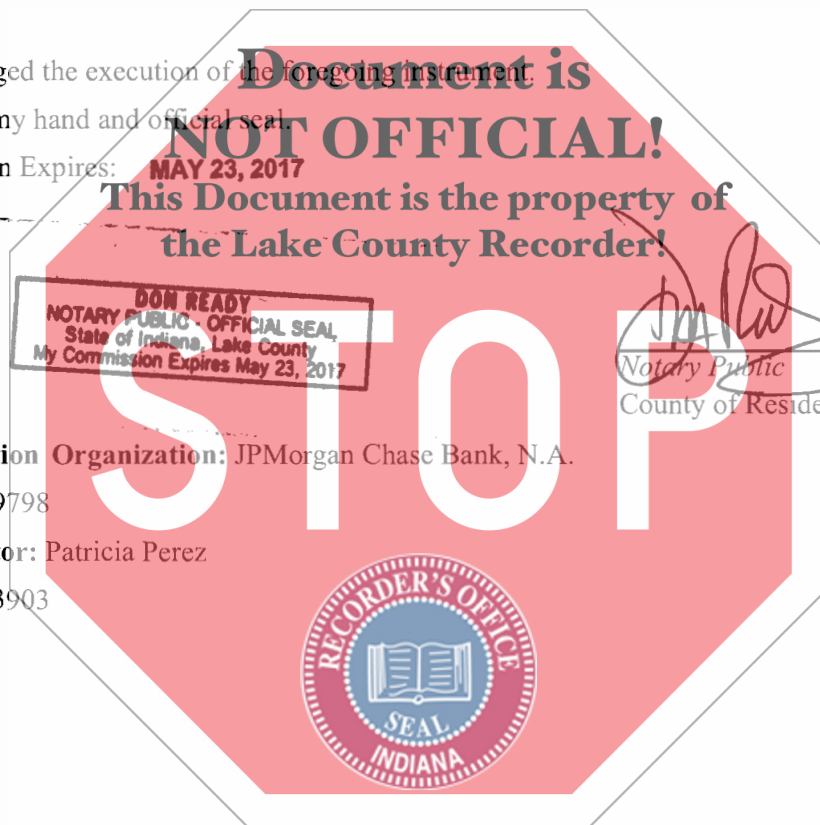 Document is
ged the execution of the foregoing instrument.
NOT OFFICIAL!
my hand and official seal.
n Expires: MAY 23, 2017
This Document is the property of
the Lake County Recorder!
DON READY
NOTARY PUBLIC - OFFICIAL SEAL
State of Indiana, Lake County
My Commission Expires May 23, 2017
STOP
Notary Public
County of Reside
ion Organization: JPMorgan Chase Bank, N.A.
9798
or: Patricia Perez
3903
RECORDER'S OFFICE
SEAL
INDIANA